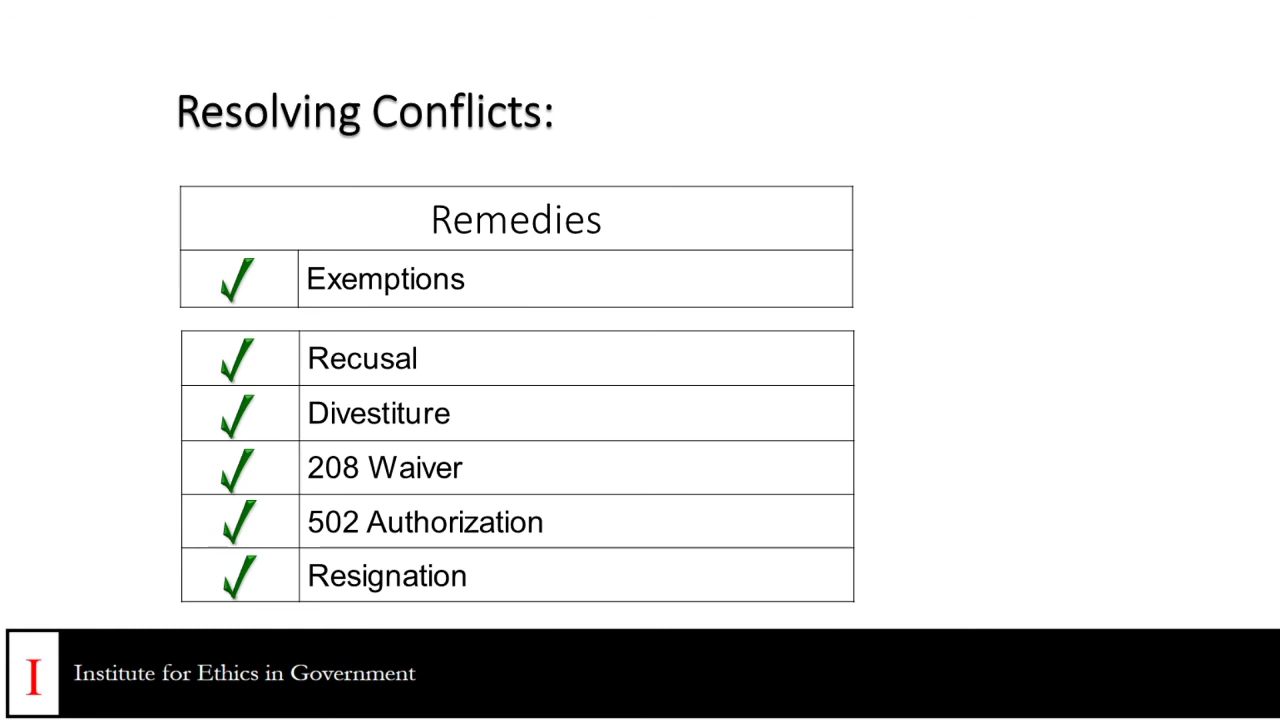 Resolving Conflicts:
Remedies
Exemptions
Recusal
Divestiture
208 Waiver
502 Authorization
Resignation
I
Institute for Ethics in Government